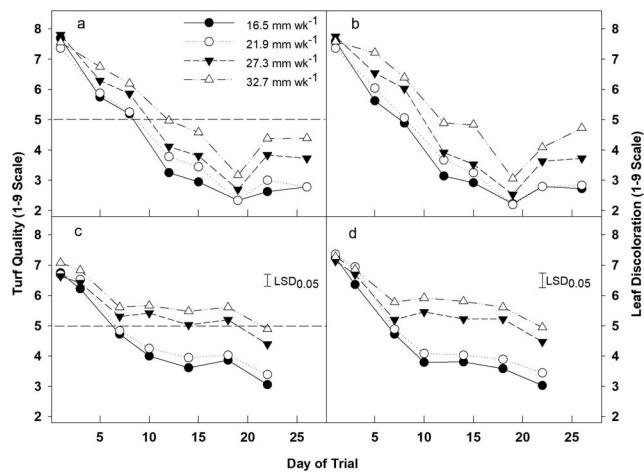 a
b
16.5 mm wk-1
21.9 mm wk-1
27.3 mm wk-1
32.7 mm wk-1
8
7
6
5
4
3
2
8
7
6
5
4
3
2
c
d
LSD0.05
LSD0.05
8
7
6
5
4
3
2
8
7
6
5
4
3
2
5 10 15 20 25
5 10 15 20 25
Day of Trial
Turf Quality (1-9 Scale)
Leaf Discoloration (1-9 Scale)